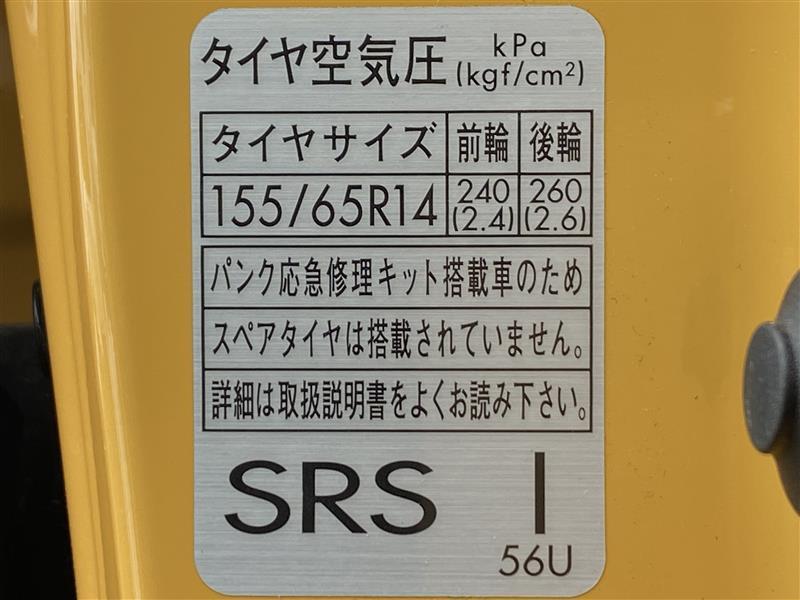 タイヤ空気圧 kPa (kgf/cm²)
タイヤサイズ 前輪 後輪
155/65R14 240 (2.4) 260 (2.6)
パンク応急修理キット搭載車のため
スペアタイヤは搭載されていません。
詳細は取扱説明書をよくお読み下さい。
SRS I
56U